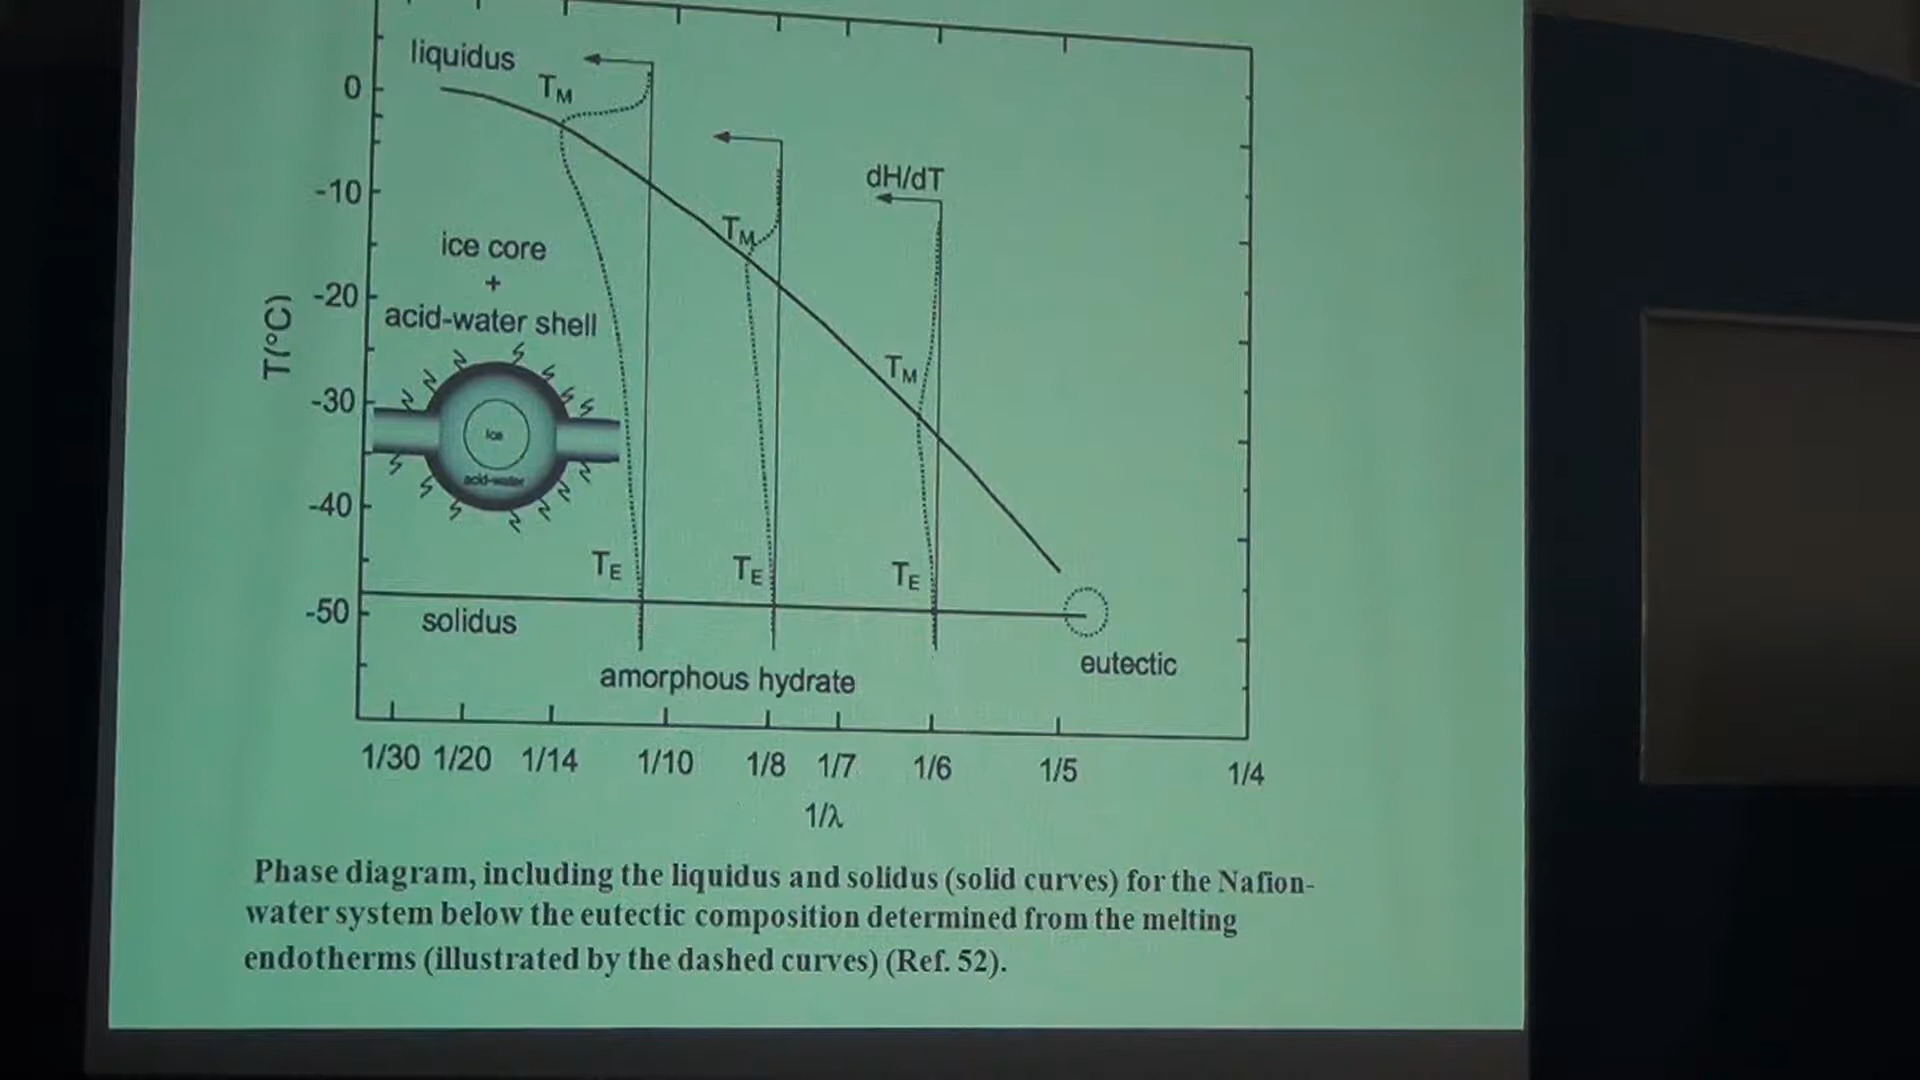 liquidus
T_M
0
dH/dT
-10
T_M
ice core
+
-20
acid-water shell
T(°C)
T_M
-30
Ice
acid-water
-40
T_E T_E T_E
-50
solidus
eutectic
amorphous hydrate
1/30 1/20 1/14 1/10 1/8 1/7 1/6 1/5 1/4
1/λ
Phase diagram, including the liquidus and solidus (solid curves) for the Nafion-
water system below the eutectic composition determined from the melting
endotherms (illustrated by the dashed curves) (Ref. 52).